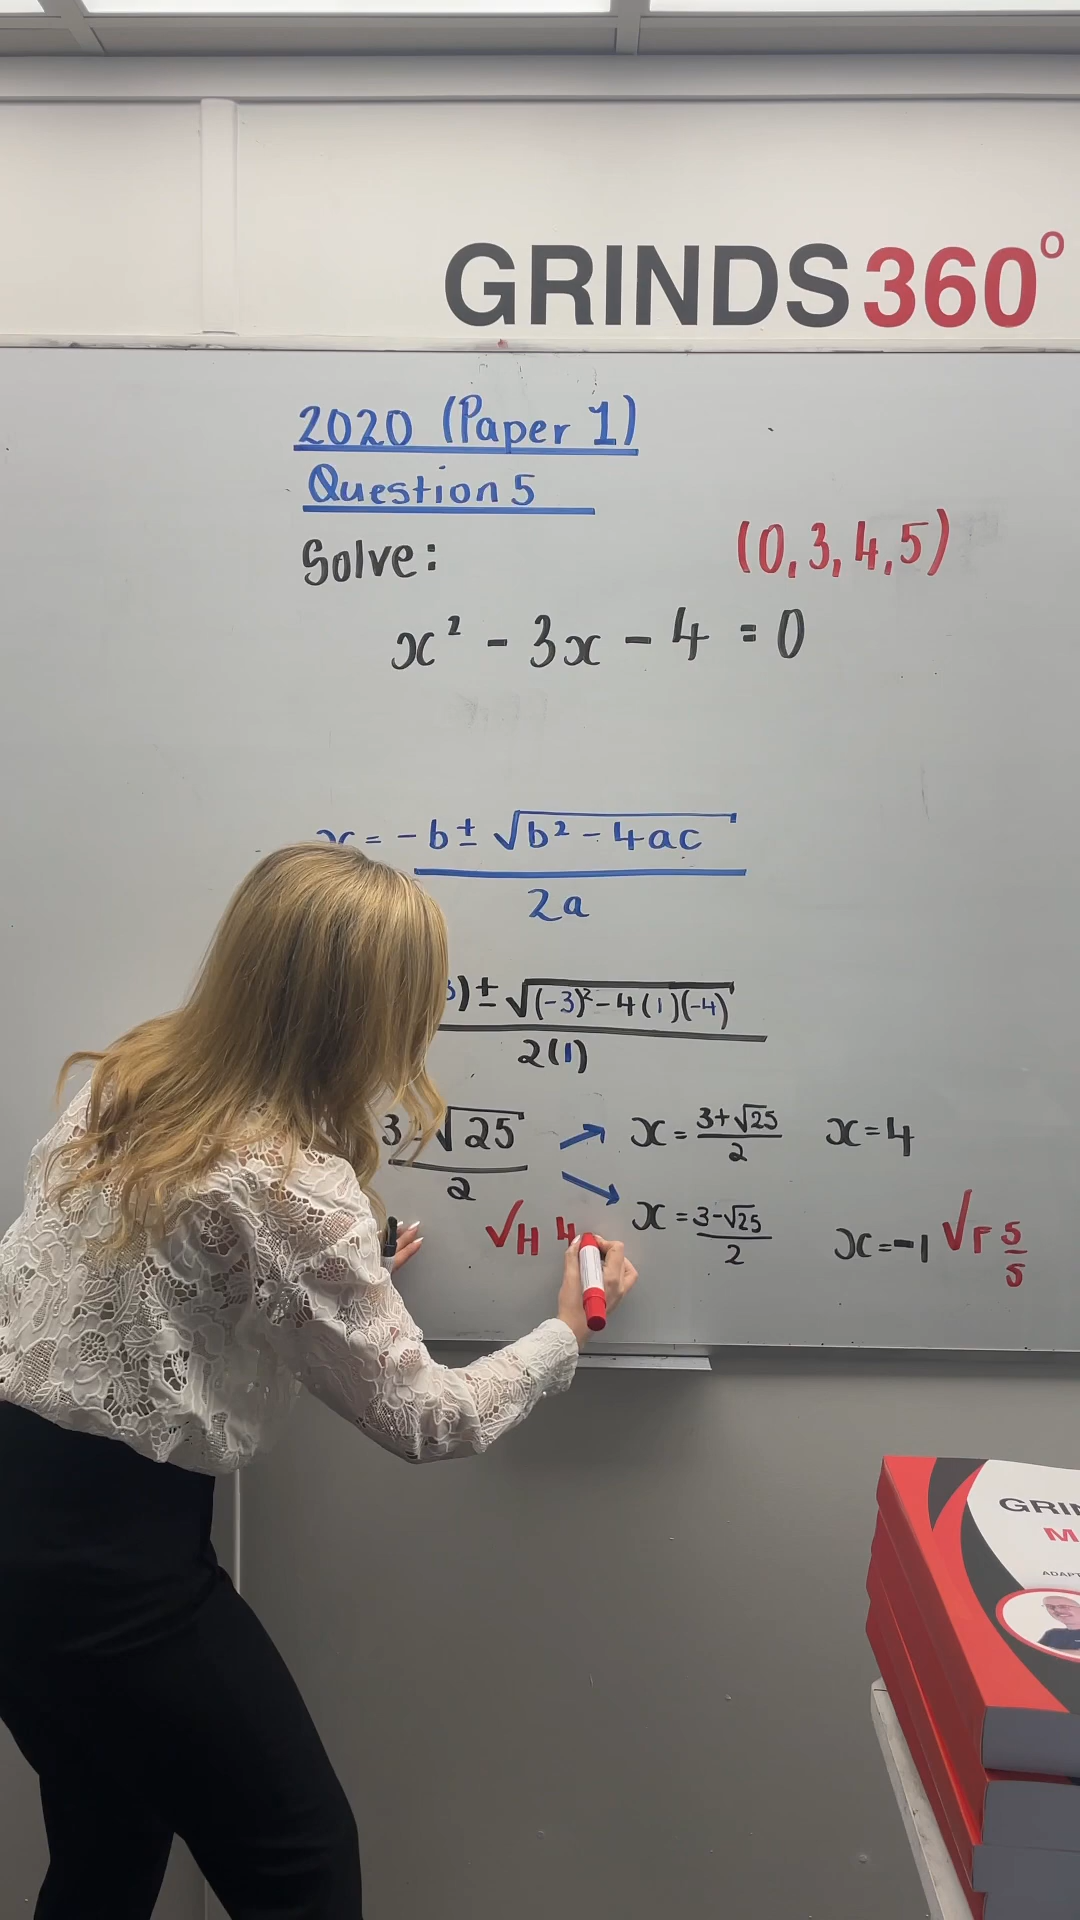 GRINDS360°
2020 (Paper 1)
Question 5
Solve:
(0,3,4,5)
x² - 3x - 4 = 0
x = -b ± √b² - 4ac
2a
3) ± √(-3)² - 4(1)(-4)
2(1)
3 - √25
2
x = 3+√25
2
x = 4
x = 3-√25
2
x = -1
√F 5
5
√H 4
GRIN
M
ADAPT